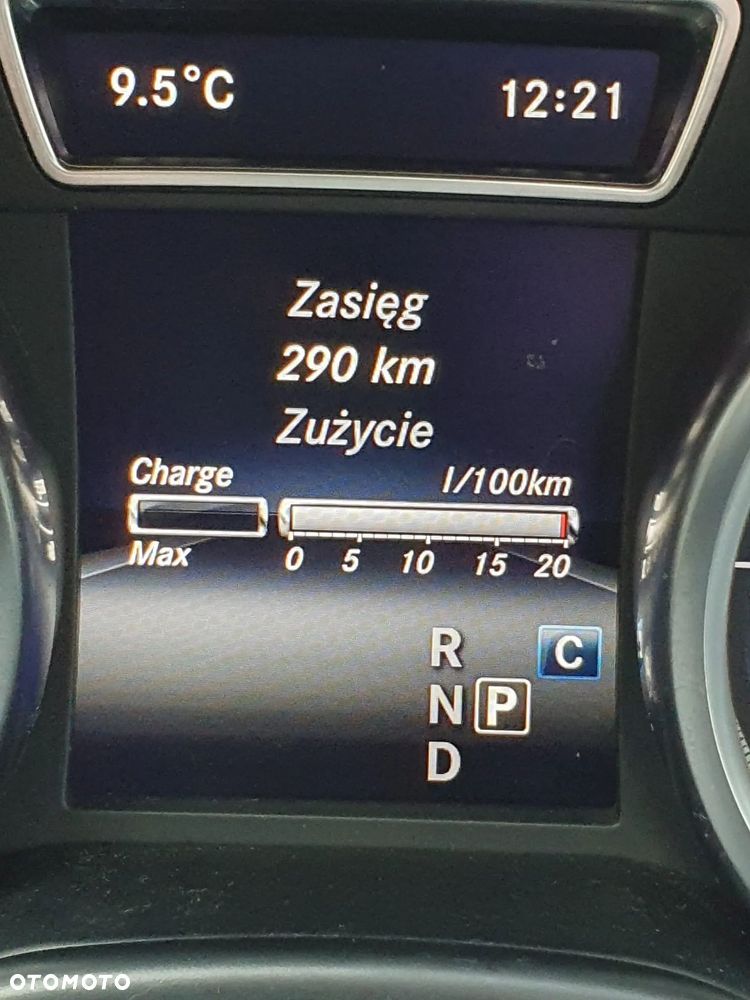 9.5°C 12:21
Zasięg
290 km
Zużycie
Charge l/100km
Max 0 5 10 15 20
R C
N P
D
OTOMOTO